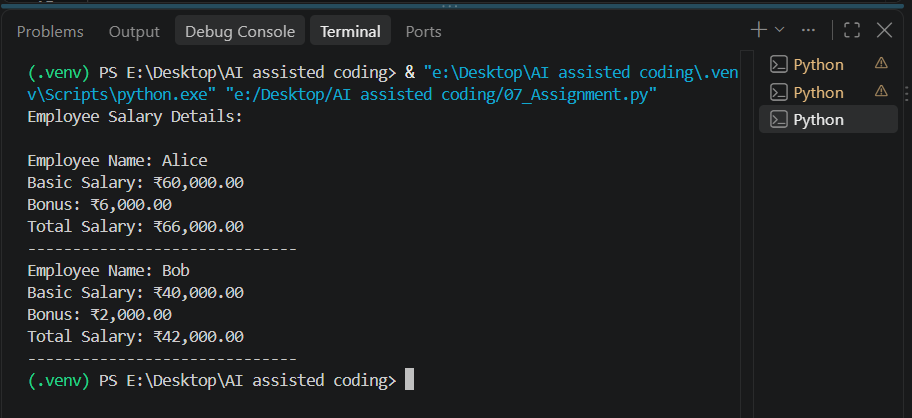 Problems Output Debug Console Terminal Ports
(.venv) PS E:\Desktop\AI assisted coding> & "e:\Desktop\AI assisted coding\.ven
v\Scripts\python.exe" "e:/Desktop/AI assisted coding/07_Assignment.py"
Employee Salary Details:
Employee Name: Alice
Basic Salary: ₹60,000.00
Bonus: ₹6,000.00
Total Salary: ₹66,000.00
------------------------------
Employee Name: Bob
Basic Salary: ₹40,000.00
Bonus: ₹2,000.00
Total Salary: ₹42,000.00
------------------------------
(.venv) PS E:\Desktop\AI assisted coding>
Python
Python
Python